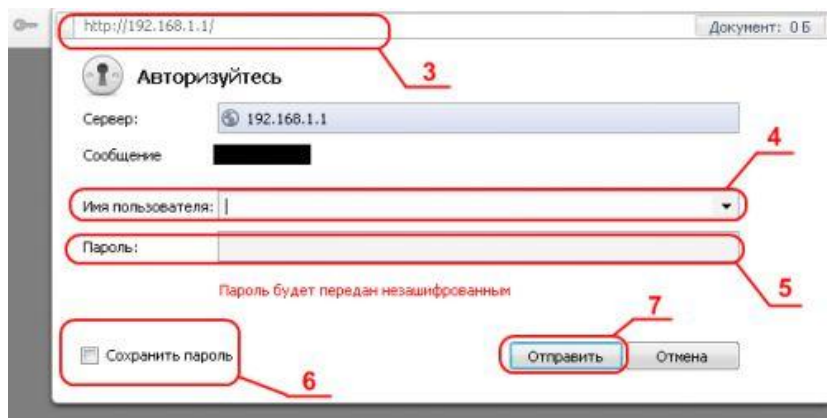 http://192.168.1.1/ Документ: 0 Б
3
Авторизуйтесь
Сервер: 192.168.1.1
Сообщение
4
Имя пользователя:
Пароль:
5
Пароль будет передан незашифрованным
7
Сохранить пароль Отправить Отмена
6